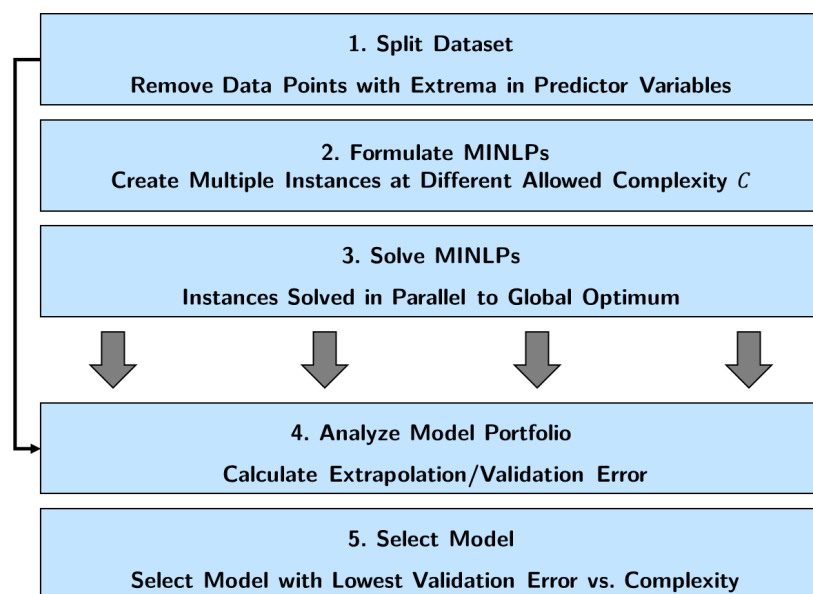 1. Split Dataset
Remove Data Points with Extrema in Predictor Variables
2. Formulate MINLPs
Create Multiple Instances at Different Allowed Complexity C
3. Solve MINLPs
Instances Solved in Parallel to Global Optimum
4. Analyze Model Portfolio
Calculate Extrapolation/Validation Error
5. Select Model
Select Model with Lowest Validation Error vs. Complexity